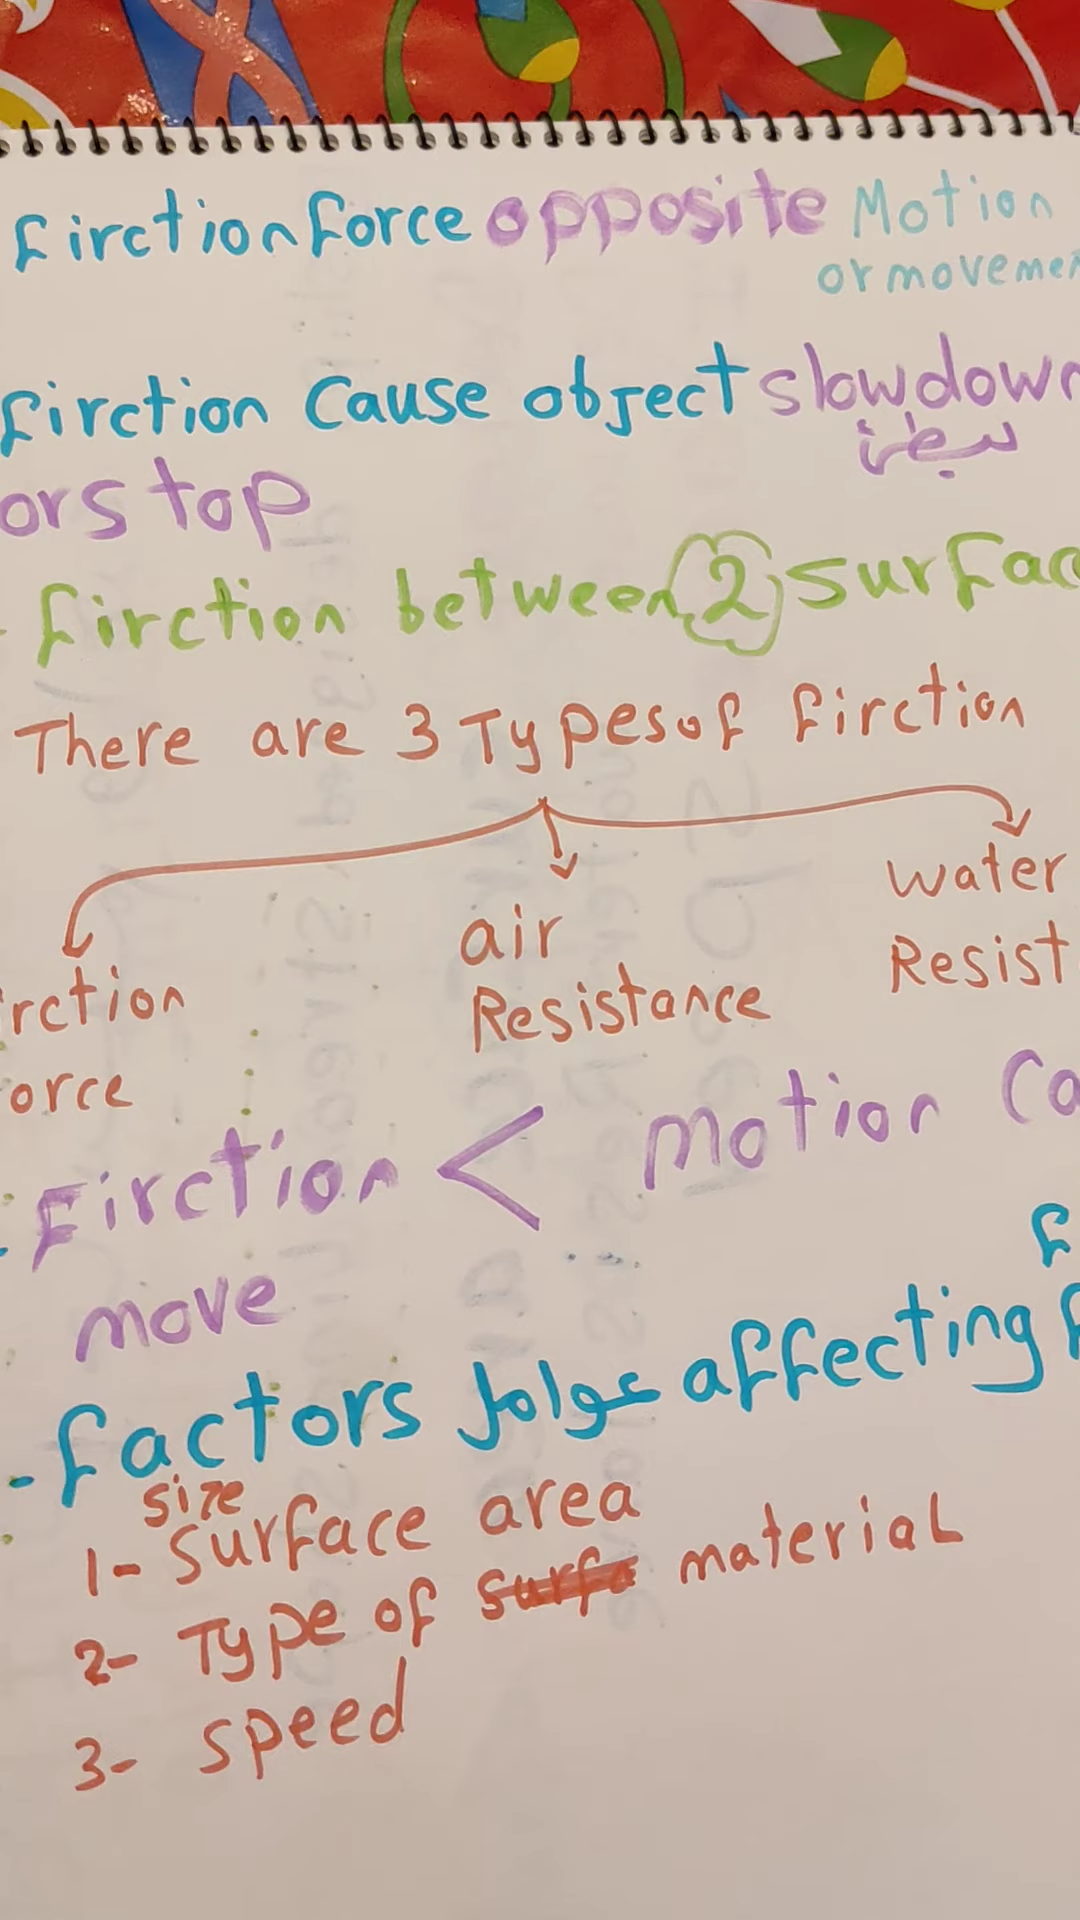 firction force opposite Motion
or movemen
firction cause object slowdown
يبطئ
or stop
- firction between 2 surfac
There are 3 Types of firction
water
air
Resist
rction
Resistance
orce
Firction < Motion Ca
move
- factors عوامل affecting f
size
1- Surface area
2- Type of material
3- speed